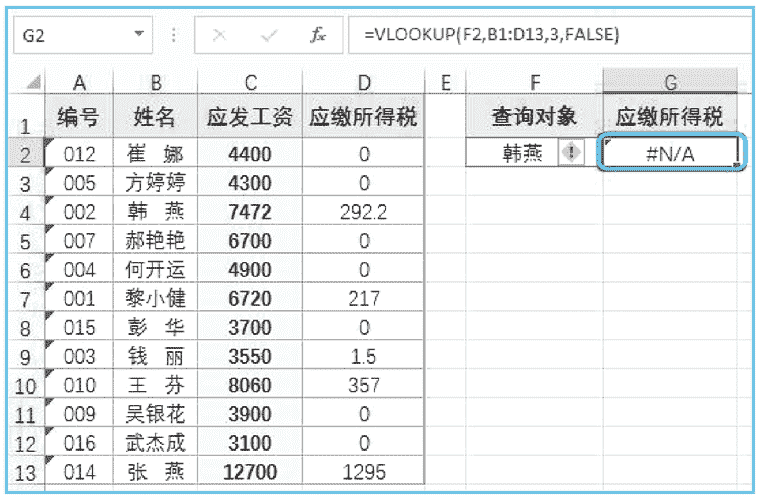 G2 fx =VLOOKUP(F2,B1:D13,3,FALSE)
A B C D E F G
1 编号 姓名 应发工资 应缴所得税 查询对象 应缴所得税
2 012 崔 娜 4400 0 韩燕 ! #N/A
3 005 方婷婷 4300 0
4 002 韩 燕 7472 292.2
5 007 郝艳艳 6700 0
6 004 何开运 4900 0
7 001 黎小健 6720 217
8 015 彭 华 3700 0
9 003 钱 丽 3550 1.5
10 010 王 芬 8060 357
11 009 吴银花 3900 0
12 016 武杰成 3100 0
13 014 张 燕 12700 1295